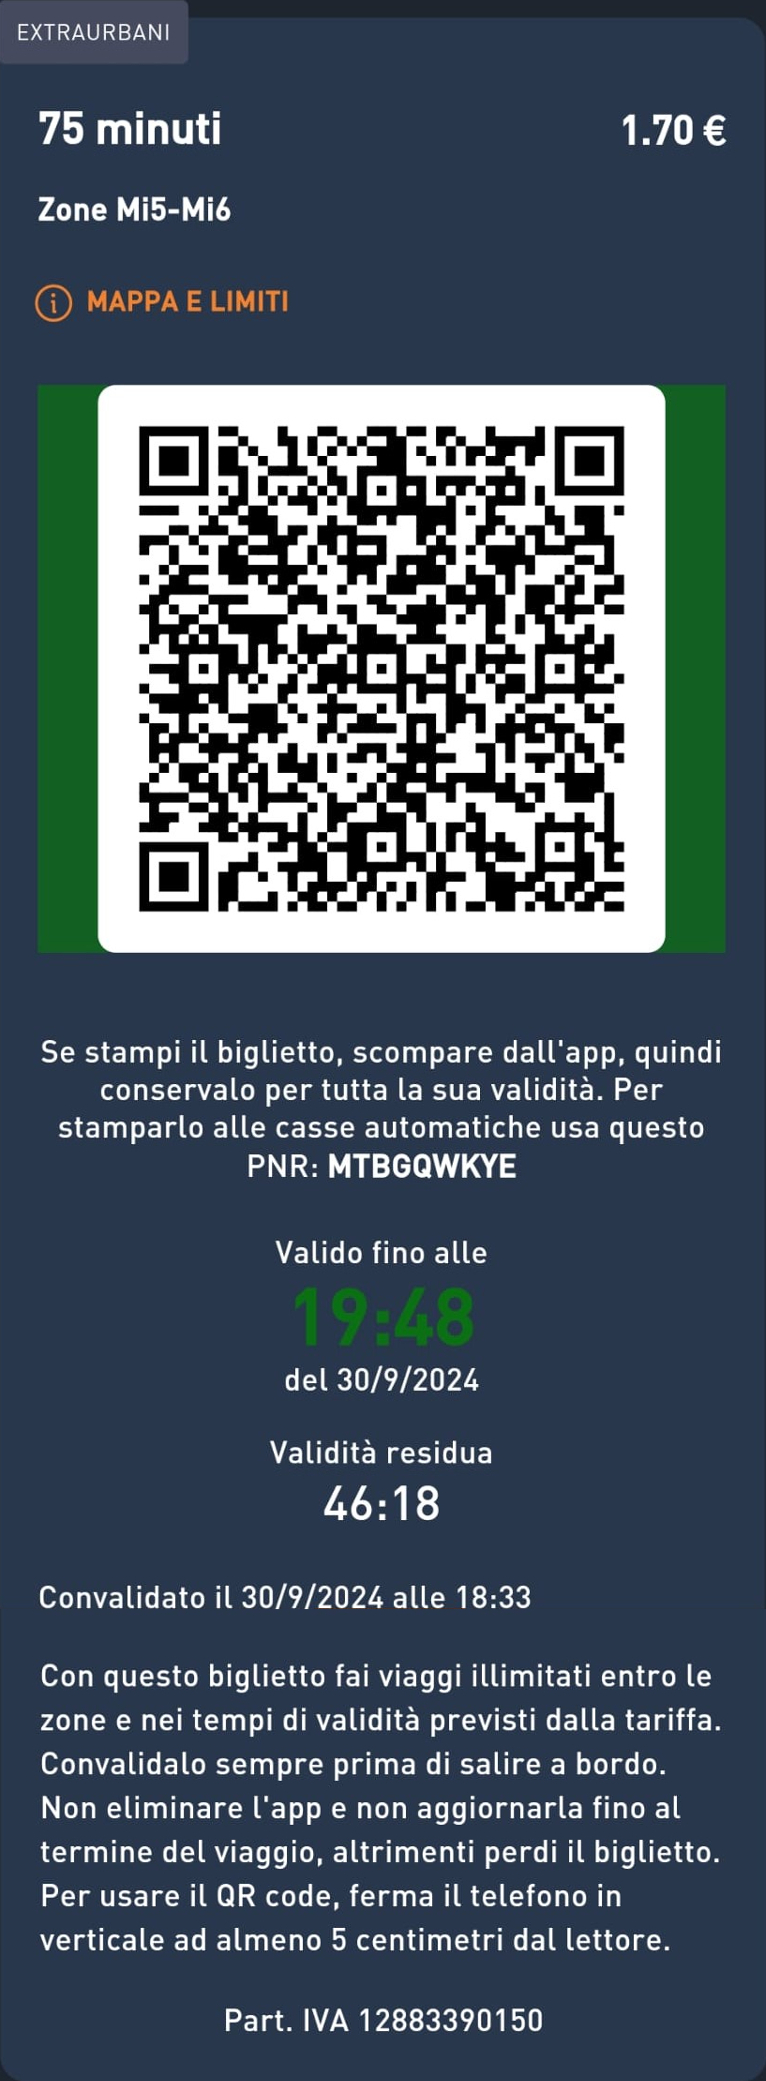 EXTRAURBANI
75 minuti 1.70 €
Zone Mi5-Mi6
MAPPA E LIMITI
Se stampi il biglietto, scompare dall'app, quindi
conservalo per tutta la sua validità. Per
stamparlo alle casse automatiche usa questo
PNR: MTBGQWKYE
Valido fino alle
19:48
del 30/9/2024
Validità residua
46:18
Convalidato il 30/9/2024 alle 18:33
Con questo biglietto fai viaggi illimitati entro le
zone e nei tempi di validità previsti dalla tariffa.
Convalidalo sempre prima di salire a bordo.
Non eliminare l'app e non aggiornarla fino al
termine del viaggio, altrimenti perdi il biglietto.
Per usare il QR code, ferma il telefono in
verticale ad almeno 5 centimetri dal lettore.
Part. IVA 12883390150